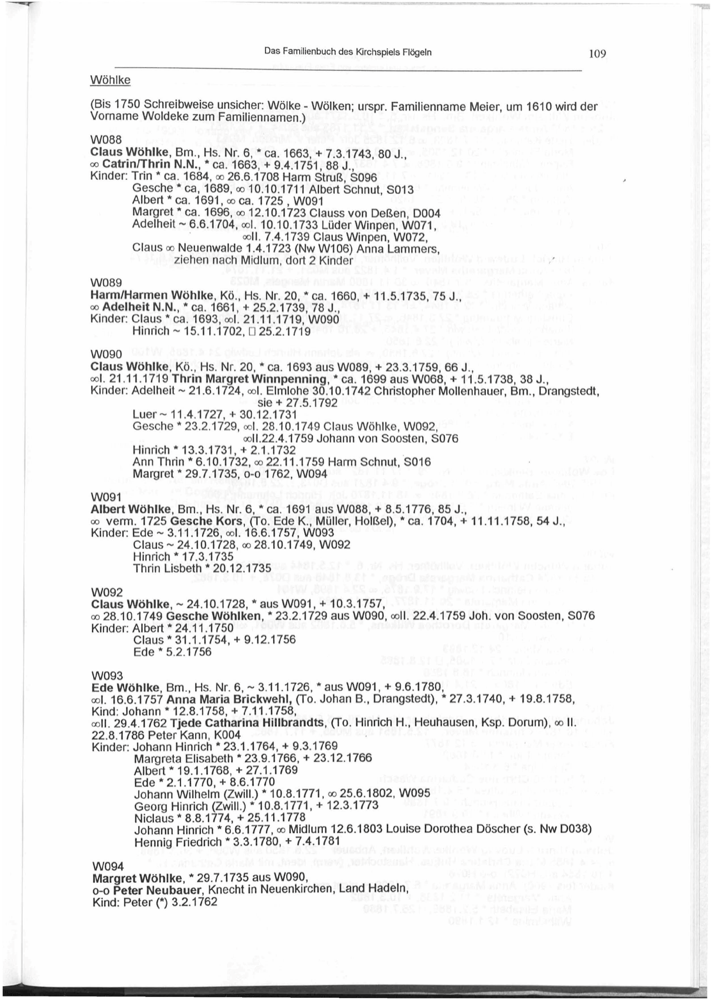 Das Familienbuch des Kirchspiels Flögeln
109
Wöhlke
(Bis 1750 Schreibweise unsicher: Wölke - Wölken; urspr. Familienname Meier, um 1610 wird der
Vorname Woldeke zum Familiennamen.)
W088
Claus Wöhlke, Bm., Hs. Nr. 6, * ca. 1663, + 7.3.1743, 80 J.,
∞ Catrin/Thrin N.N., * ca. 1663, + 9.4.1751, 88 J.,
Kinder: Trin * ca. 1684, ∞ 26.6.1708 Harm Struß, S096
Gesche * ca, 1689, ∞ 10.10.1711 Albert Schnut, S013
Albert * ca. 1691, ∞ ca. 1725 , W091
Margret * ca. 1696, ∞ 12.10.1723 Clauss von Deßen, D004
Adelheit ~ 6.6.1704, ∞I. 10.10.1733 Lüder Winpen, W071,
∞II. 7.4.1739 Claus Winpen, W072,
Claus ∞ Neuenwalde 1.4.1723 (Nw W106) Anna Lammers,
ziehen nach Midlum, dort 2 Kinder
W089
Harm/Harmen Wöhlke, Kö., Hs. Nr. 20, * ca. 1660, + 11.5.1735, 75 J.,
∞ Adelheit N.N., * ca. 1661, + 25.2.1739, 78 J.,
Kinder: Claus * ca. 1693, ∞I. 21.11.1719, W090
Hinrich ~ 15.11.1702, □ 25.2.1719
W090
Claus Wöhlke, Kö., Hs. Nr. 20, * ca. 1693 aus W089, + 23.3.1759, 66 J.,
∞I. 21.11.1719 Thrin Margret Winnpenning, * ca. 1699 aus W068, + 11.5.1738, 38 J.,
Kinder: Adelheit ~ 21.6.1724, ∞I. Elmlohe 30.10.1742 Christopher Mollenhauer, Bm., Drangstedt,
sie + 27.5.1792
Luer ~ 11.4.1727, + 30.12.1731
Gesche * 23.2.1729, ∞I. 28.10.1749 Claus Wöhlke, W092,
∞II.22.4.1759 Johann von Soosten, S076
Hinrich * 13.3.1731, + 2.1.1732
Ann Thrin * 6.10.1732, ∞ 22.11.1759 Harm Schnut, S016
Margret * 29.7.1735, o-o 1762, W094
W091
Albert Wöhlke, Bm., Hs. Nr. 6, * ca. 1691 aus W088, + 8.5.1776, 85 J.,
∞ verm. 1725 Gesche Kors, (To. Ede K., Müller, Holßel), * ca. 1704, + 11.11.1758, 54 J.,
Kinder: Ede ~ 3.11.1726, ∞I. 16.6.1757, W093
Claus ~ 24.10.1728, ∞ 28.10.1749, W092
Hinrich * 17.3.1735
Thrin Lisbeth * 20.12.1735
W092
Claus Wöhlke, ~ 24.10.1728, * aus W091, + 10.3.1757,
∞ 28.10.1749 Gesche Wöhlken, * 23.2.1729 aus W090, ∞II. 22.4.1759 Joh. von Soosten, S076
Kinder: Albert * 24.11.1750
Claus * 31.1.1754, + 9.12.1756
Ede * 5.2.1756
W093
Ede Wöhlke, Bm., Hs. Nr. 6, ~ 3.11.1726, * aus W091, + 9.6.1780,
∞I. 16.6.1757 Anna Maria Brickwehl, (To. Johan B., Drangstedt), * 27.3.1740, + 19.8.1758,
Kind: Johann * 12.8.1758, + 7.11.1758,
∞II. 29.4.1762 Tjede Catharina Hillbrandts, (To. Hinrich H., Heuhausen, Ksp. Dorum), ∞ II.
22.8.1786 Peter Kann, K004
Kinder: Johann Hinrich * 23.1.1764, + 9.3.1769
Margreta Elisabeth * 23.9.1766, + 23.12.1766
Albert * 19.1.1768, + 27.1.1769
Ede * 2.1.1770, + 8.6.1770
Johann Wilhelm (Zwill.) * 10.8.1771, ∞ 25.6.1802, W095
Georg Hinrich (Zwill.) * 10.8.1771, + 12.3.1773
Niclaus * 8.8.1774, + 25.11.1778
Johann Hinrich * 6.6.1777, ∞ Midlum 12.6.1803 Louise Dorothea Döscher (s. Nw D038)
Hennig Friedrich * 3.3.1780, + 7.4.1781
W094
Margret Wöhlke, * 29.7.1735 aus W090,
o-o Peter Neubauer, Knecht in Neuenkirchen, Land Hadeln,
Kind: Peter (*) 3.2.1762